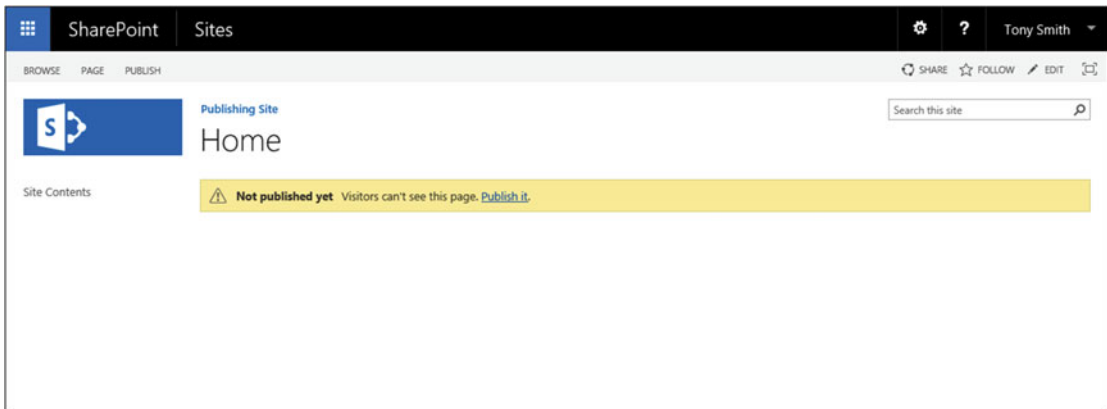 SharePoint Sites ? Tony Smith
BROWSE PAGE PUBLISH SHARE FOLLOW EDIT
S
Publishing Site
Search this site
Home
Site Contents
Not published yet Visitors can't see this page. Publish it.